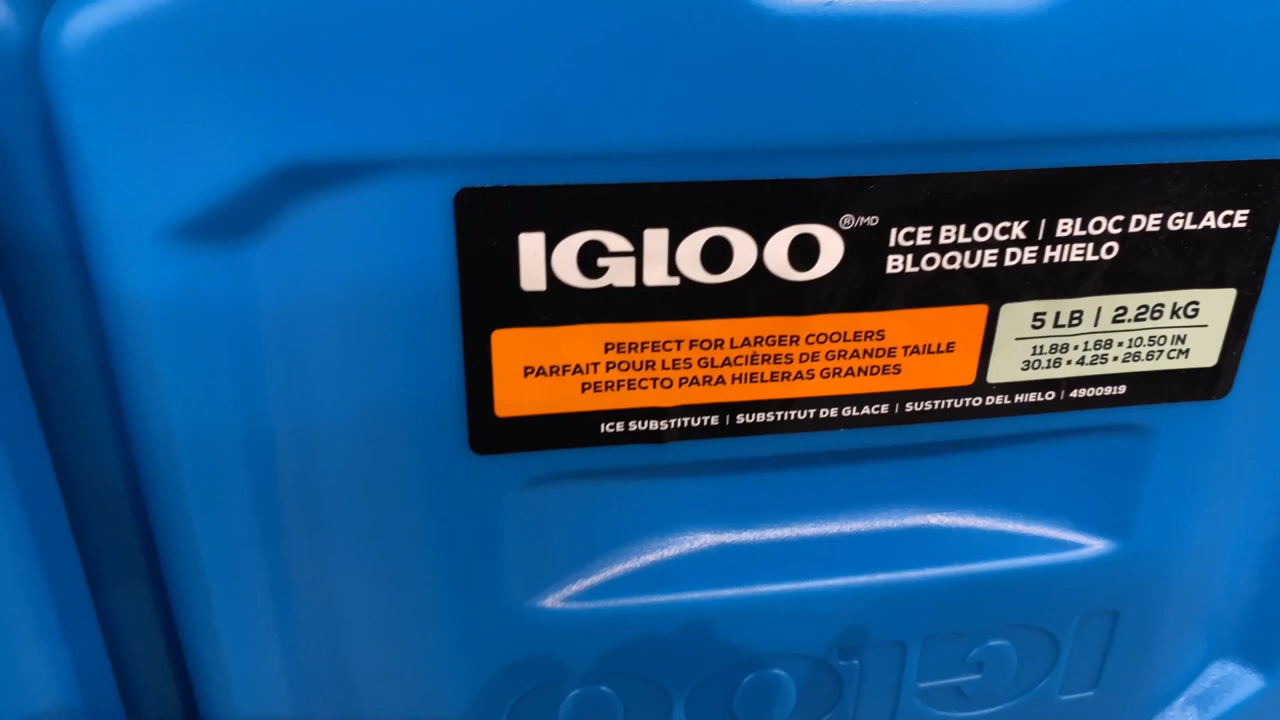 IGLOO®/MD
ICE BLOCK | BLOC DE GLACE
BLOQUE DE HIELO
PERFECT FOR LARGER COOLERS
PARFAIT POUR LES GLACIÈRES DE GRANDE TAILLE
PERFECTO PARA HIELERAS GRANDES
5 LB | 2.26 kG
11.88 ▪ 1.68 ▪ 10.50 IN
30.16 ▪ 4.25 ▪ 26.67 CM
ICE SUBSTITUTE | SUBSTITUT DE GLACE | SUSTITUTO DEL HIELO | 4900919
IGLOO